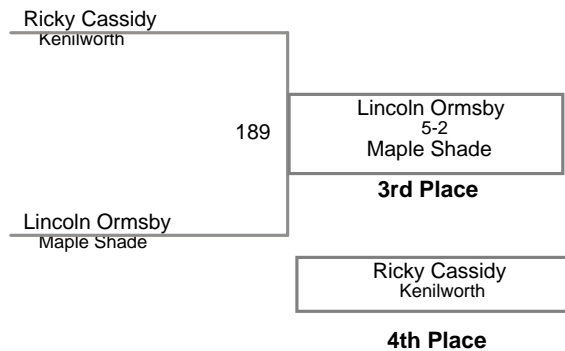 Ricky Cassidy
Kenilworth
189
Lincoln Ormsby
5-2
Maple Shade
3rd Place
Lincoln Ormsby
Maple Shade
Ricky Cassidy
Kenilworth
4th Place